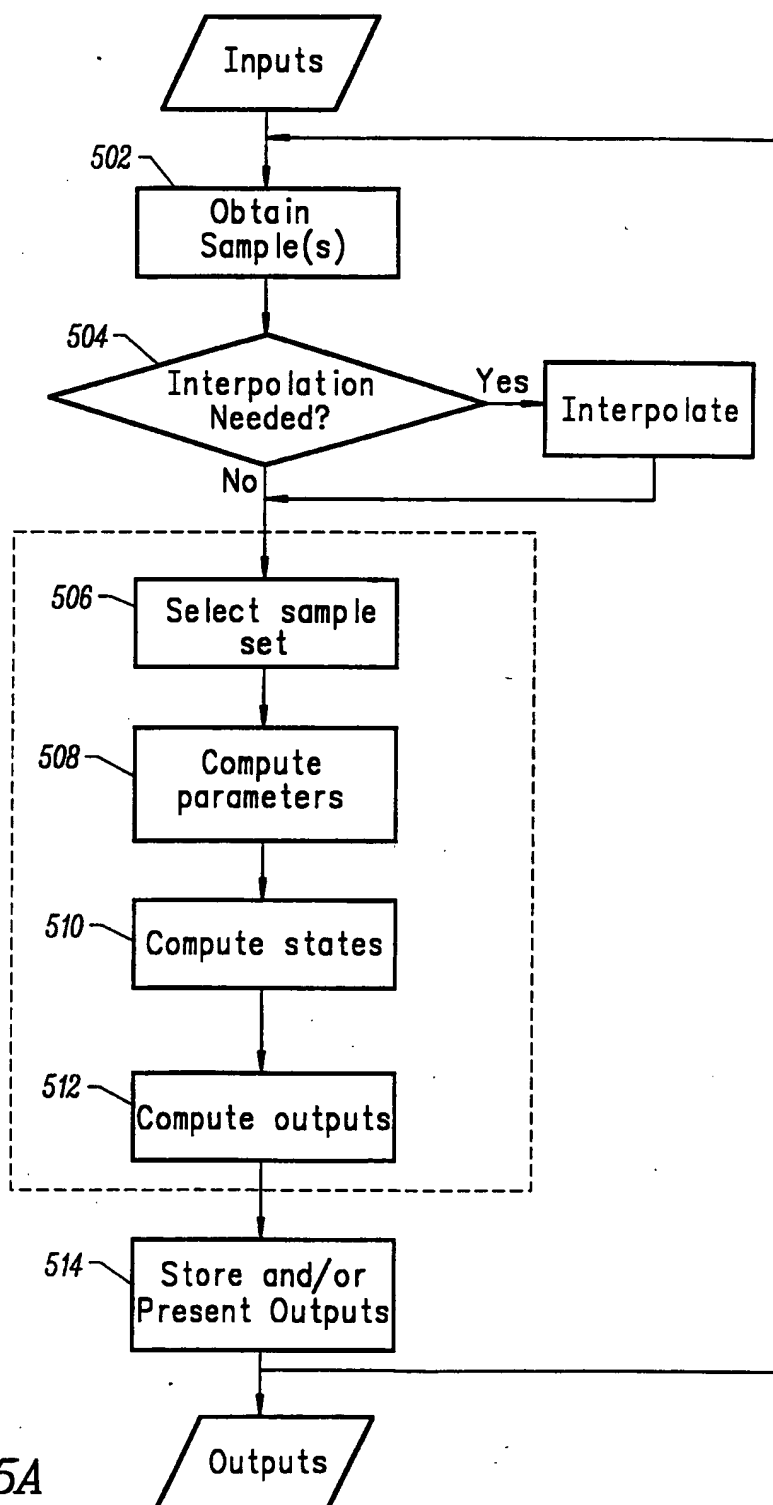 Inputs
502
Obtain
Sample(s)
504
Interpolation
Needed?
Yes
Interpolate
No
506
Select sample
set
508
Compute
parameters
510
Compute states
512
Compute outputs
514
Store and/or
Present Outputs
Outputs
5A